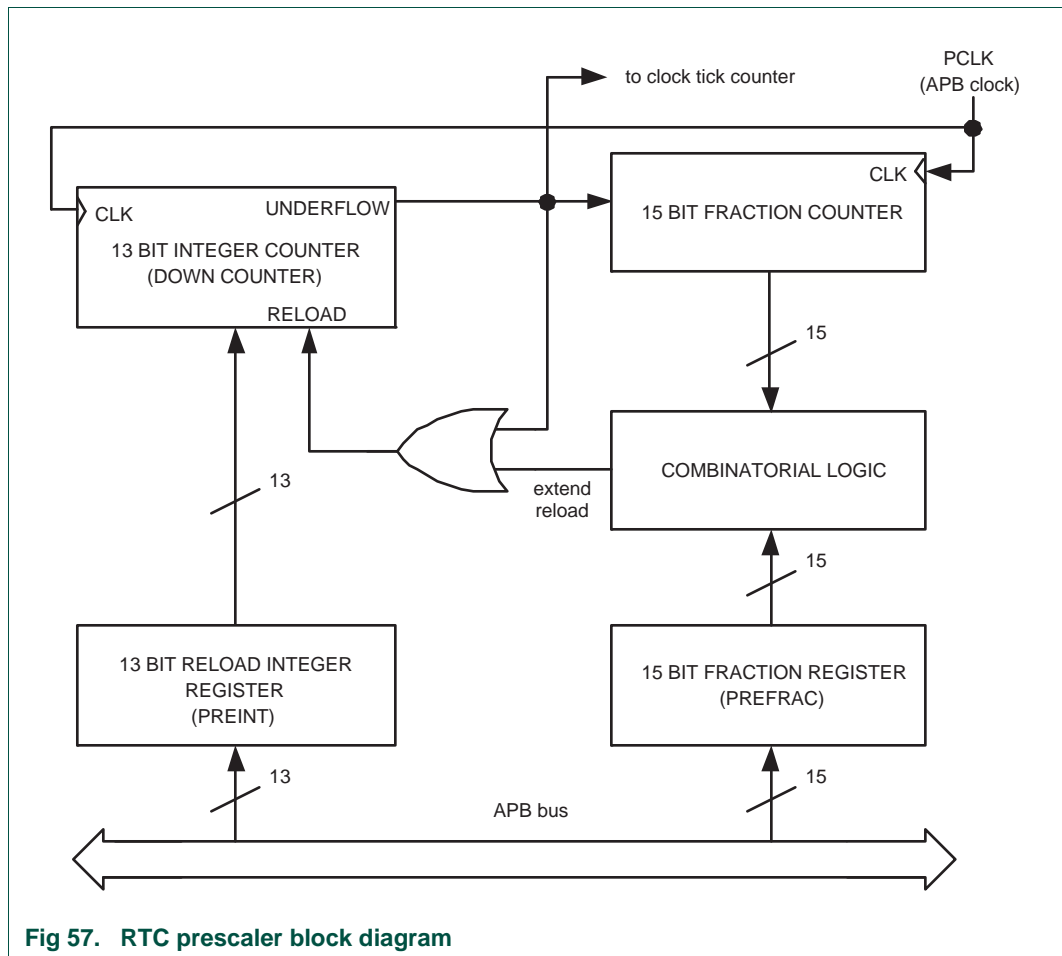 PCLK
(APB clock)
to clock tick counter
CLK
UNDERFLOW
13 BIT INTEGER COUNTER
(DOWN COUNTER)
RELOAD
CLK
15 BIT FRACTION COUNTER
15
COMBINATORIAL LOGIC
extend
reload
13
15
13 BIT RELOAD INTEGER
REGISTER
(PREINT)
15 BIT FRACTION REGISTER
(PREFRAC)
13
15
APB bus
Fig 57. RTC prescaler block diagram